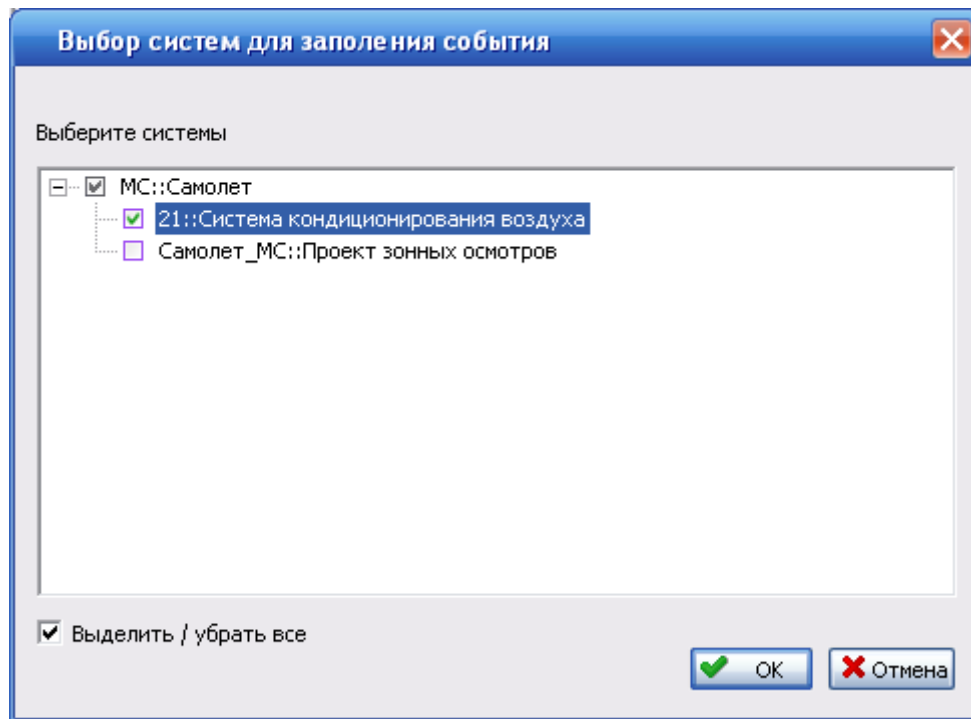 Выбор систем для заполения события
Выберите системы
МС::Самолет
21::Система кондиционирования воздуха
Самолет_МС::Проект зонных осмотров
Выделить / убрать все
OK
Отмена